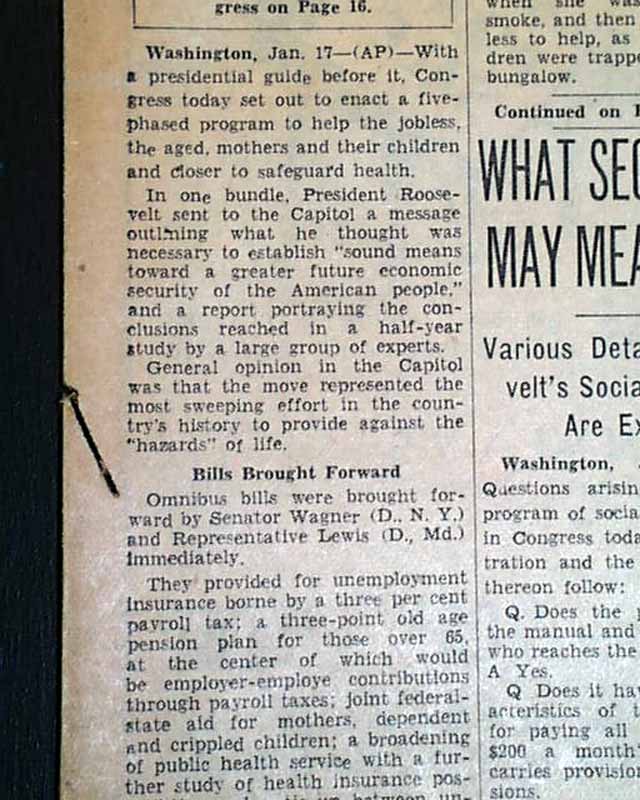 gress on Page 16.
Washington, Jan. 17—(AP)—With
a presidential guide before it, Con-
gress today set out to enact a five-
phased program to help the jobless,
the aged, mothers and their children
and closer to safeguard health.
In one bundle, President Roose-
velt sent to the Capitol a message
outlining what he thought was
necessary to establish "sound means
toward a greater future economic
security of the American people,"
and a report portraying the con-
clusions reached in a half-year
study by a large group of experts.
General opinion in the Capitol
was that the move represented the
most sweeping effort in the coun-
try's history to provide against the
"hazards" of life.
Bills Brought Forward
Omnibus bills were brought for-
ward by Senator Wagner (D., N. Y.)
and Representative Lewis (D., Md.)
immediately.
They provided for unemployment
insurance borne by a three per cent
payroll tax; a three-point old age
pension plan for those over 65,
at the center of which would
be employer-employe contributions
through payroll taxes; joint federal-
state aid for mothers, dependent
and crippled children; a broadening
of public health service with a fur-
ther study of health insurance pos-
when she was
smoke, and then
less to help, as
dren were trapp
bungalow.
Continued on
WHAT SEC
MAY MEA
Various Deta
velt's Socia
Are Ex
Washington,
Questions arisin
program of socia
in Congress toda
tration and the
thereon follow:
Q. Does the
the manual and
who reaches the
A Yes.
Q Does it ha
acteristics of t
for paying all
$200 a month
carries provision
sions.